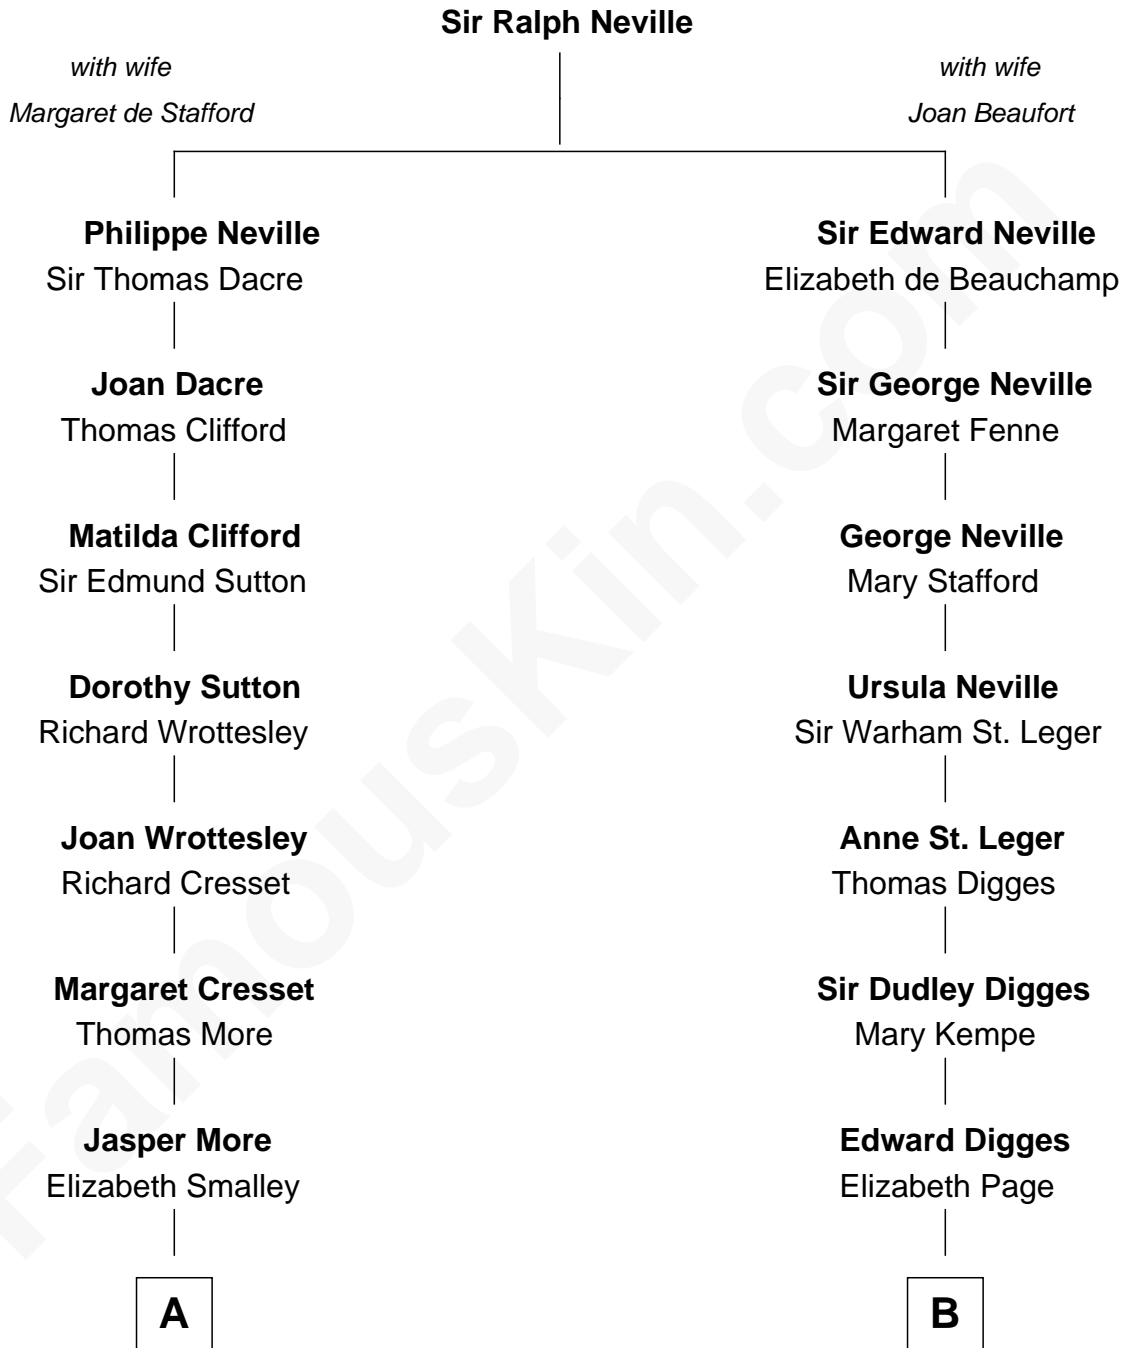 Sir Ralph Neville
with wife
Margaret de Stafford
with wife
Joan Beaufort
Philippe Neville
Sir Thomas Dacre
Sir Edward Neville
Elizabeth de Beauchamp
Joan Dacre
Thomas Clifford
Sir George Neville
Margaret Fenne
Matilda Clifford
Sir Edmund Sutton
George Neville
Mary Stafford
Dorothy Sutton
Richard Wrottesley
Ursula Neville
Sir Warham St. Leger
Joan Wrottesley
Richard Cresset
Anne St. Leger
Thomas Digges
Margaret Cresset
Thomas More
Sir Dudley Digges
Mary Kempe
Jasper More
Elizabeth Smalley
Edward Digges
Elizabeth Page
A
B
FamousKin.com